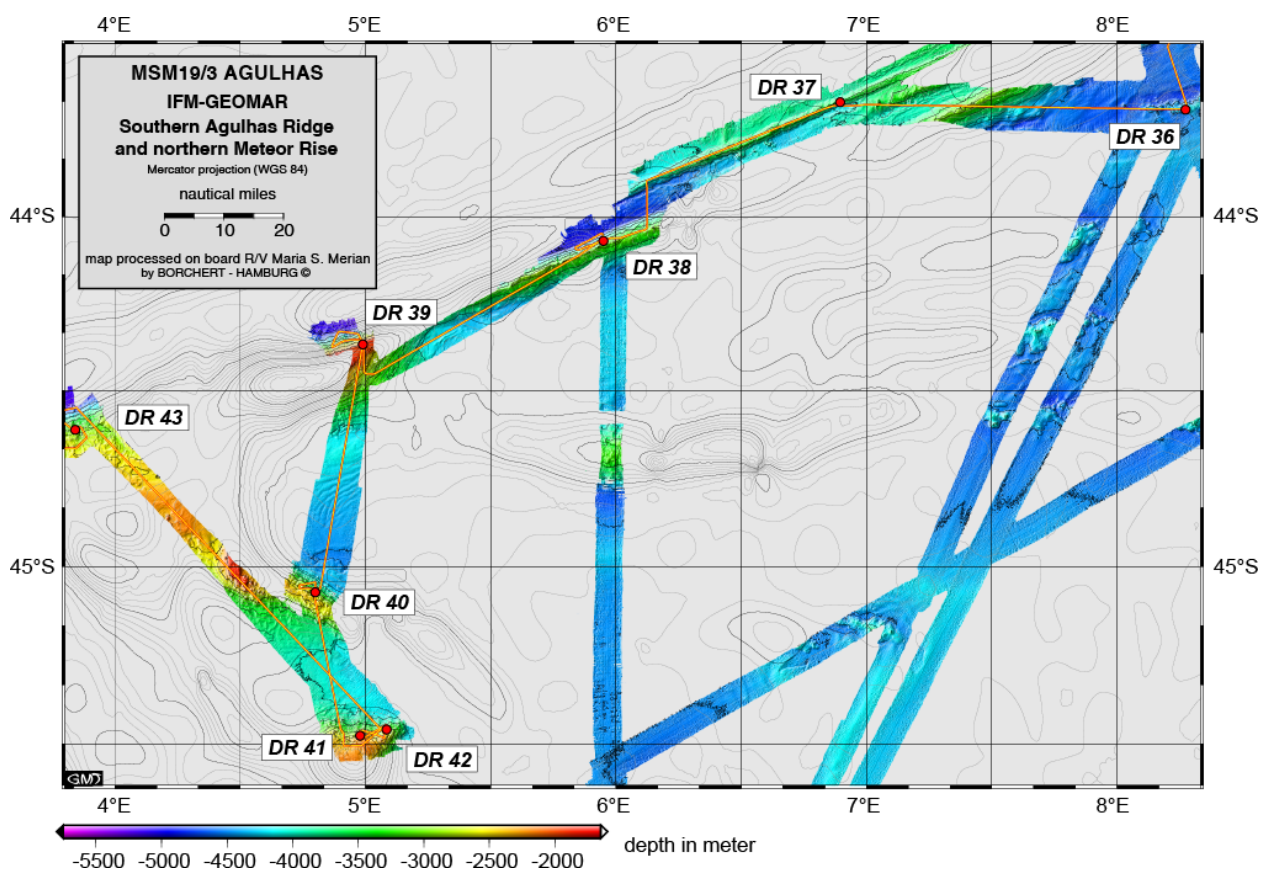 4°E 5°E 6°E 7°E 8°E
MSM19/3 AGULHAS
IFM-GEOMAR
Southern Agulhas Ridge
and northern Meteor Rise
Mercator projection (WGS 84)
nautical miles
0 10 20
map processed on board R/V Maria S. Merian
by BORCHERT - HAMBURG ©
DR 37
DR 36
44°S 44°S
DR 38
DR 39
DR 43
45°S 45°S
DR 40
DR 41
DR 42
GMT
4°E 5°E 6°E 7°E 8°E
depth in meter
-5500 -5000 -4500 -4000 -3500 -3000 -2500 -2000